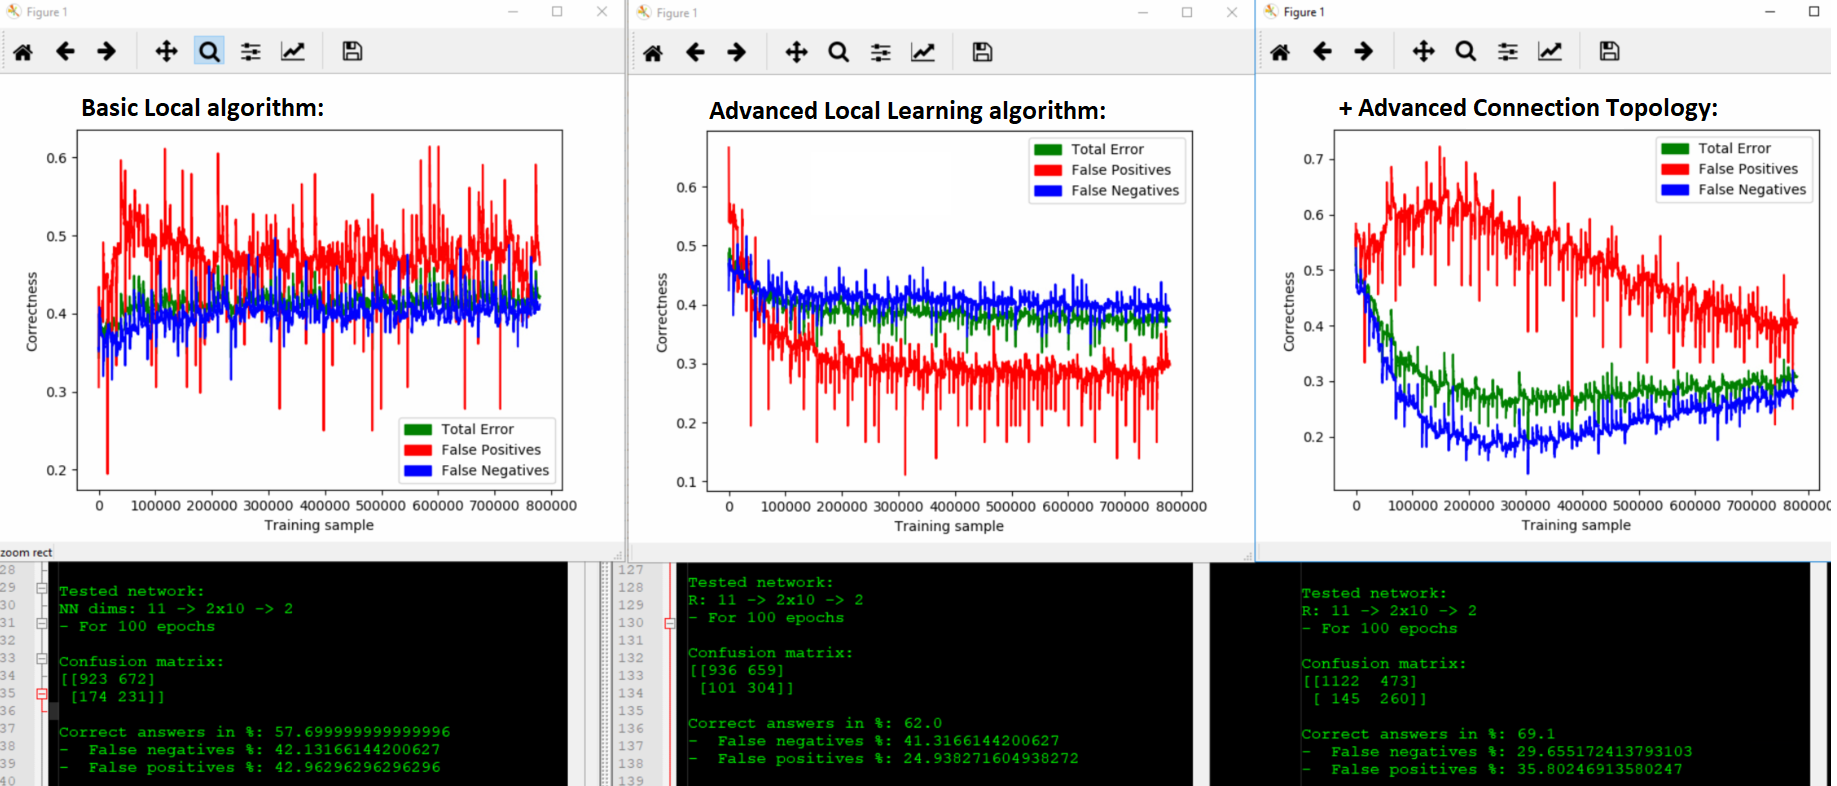 Figure 1
Basic Local algorithm:
0.6
0.5
0.4
0.3
0.2
Correctness
Total Error
False Positives
False Negatives
0 100000 200000 300000 400000 500000 600000 700000 800000
Training sample
zoom rect
Figure 1
Advanced Local Learning algorithm:
Total Error
False Positives
False Negatives
0.6
0.5
0.4
0.3
0.2
0.1
Correctness
0 100000 200000 300000 400000 500000 600000 700000 800000
Training sample
Figure 1
+ Advanced Connection Topology:
Total Error
False Positives
False Negatives
0.7
0.6
0.5
0.4
0.3
0.2
Correctness
0 100000 200000 300000 400000 500000 600000 700000 800000
Training sample
28
29
30
31
32
33
34
35
36
37
38
39
40
Tested network:
NN dims: 11 -> 2x10 -> 2
- For 100 epochs
Confusion matrix:
[[923 672]
[174 231]]
Correct answers in %: 57.699999999999996
- False negatives %: 42.13166144200627
- False positives %: 42.96296296296296
127
128
129
130
131
132
133
134
135
136
137
138
139
Tested network:
R: 11 -> 2x10 -> 2
- For 100 epochs
Confusion matrix:
[[936 659]
[101 304]]
Correct answers in %: 62.0
- False negatives %: 41.3166144200627
- False positives %: 24.938271604938272
Tested network:
R: 11 -> 2x10 -> 2
- For 100 epochs
Confusion matrix:
[[1122 473]
[ 145 260]]
Correct answers in %: 69.1
- False negatives %: 29.655172413793103
- False positives %: 35.80246913580247